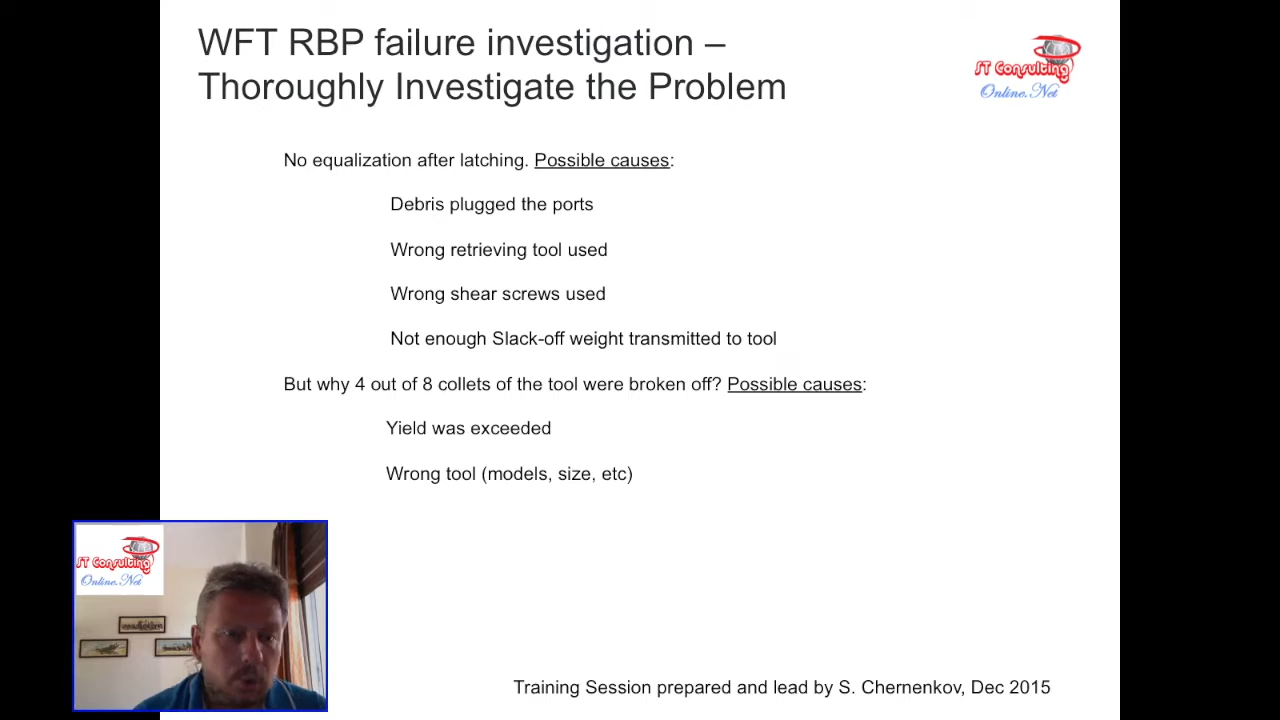 WFT RBP failure investigation –
Thoroughly Investigate the Problem
ST Consulting
Online.Net
No equalization after latching. Possible causes:
Debris plugged the ports
Wrong retrieving tool used
Wrong shear screws used
Not enough Slack-off weight transmitted to tool
But why 4 out of 8 collets of the tool were broken off? Possible causes:
Yield was exceeded
Wrong tool (models, size, etc)
ST Consulting
Online.Net
Training Session prepared and lead by S. Chernenkov, Dec 2015